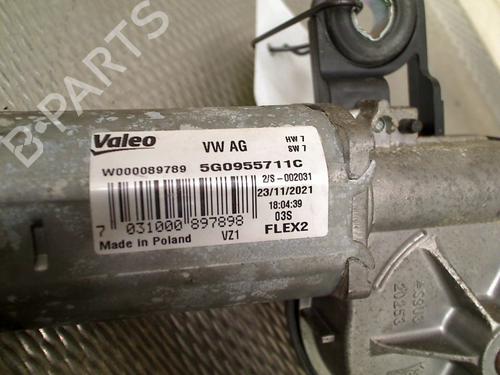 B-PARTS
Valeo
VW AG
HW 7
SW 7
W000089789
5G0955711C
2/S-002031
23/11/2021
18:04:39
03S
FLEX2
7 031000 897898
Made in Poland
VZ1